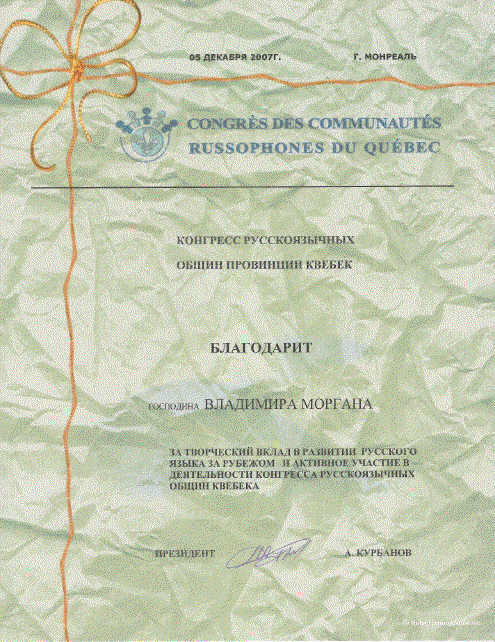 05 ДЕКАБРЯ 2007Г. Г. МОНРЕАЛЬ
CONGRÈS DES COMMUNAUTÉS
RUSSOPHONES DU QUÉBEC
КОНГРЕСС РУССКОЯЗЫЧНЫХ
ОБЩИН ПРОВИНЦИИ КВЕБЕК
БЛАГОДАРИТ
ГОСПОДИНА ВЛАДИМИРА МОРГАНА
ЗА ТВОРЧЕСКИЙ ВКЛАД В РАЗВИТИИ РУССКОГО
ЯЗЫКА ЗА РУБЕЖОМ И АКТИВНОЕ УЧАСТИЕ В
ДЕЯТЕЛЬНОСТИ КОНГРЕССА РУССКОЯЗЫЧНЫХ
ОБЩИН КВЕБЕКА
ПРЕЗИДЕНТ А. КУРБАНОВ